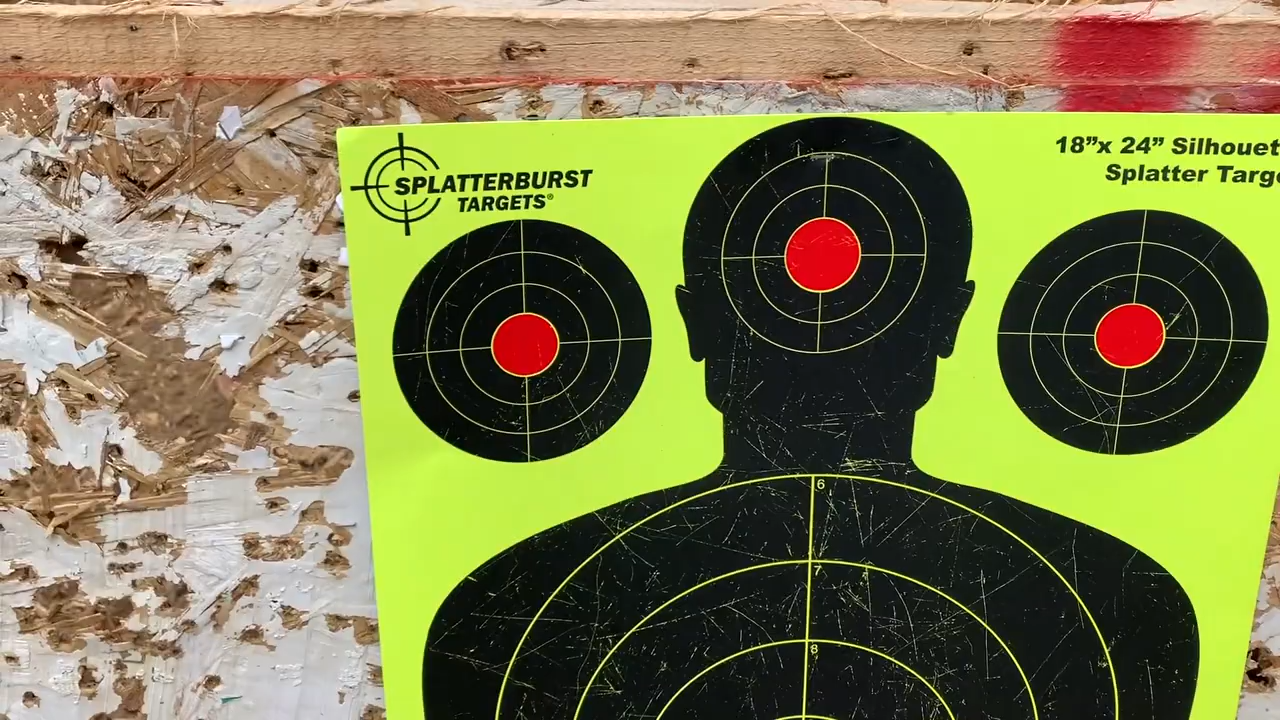 SPLATTERBURST
TARGETS®
18”x 24” Silhouet
Splatter Targe
6
7
8